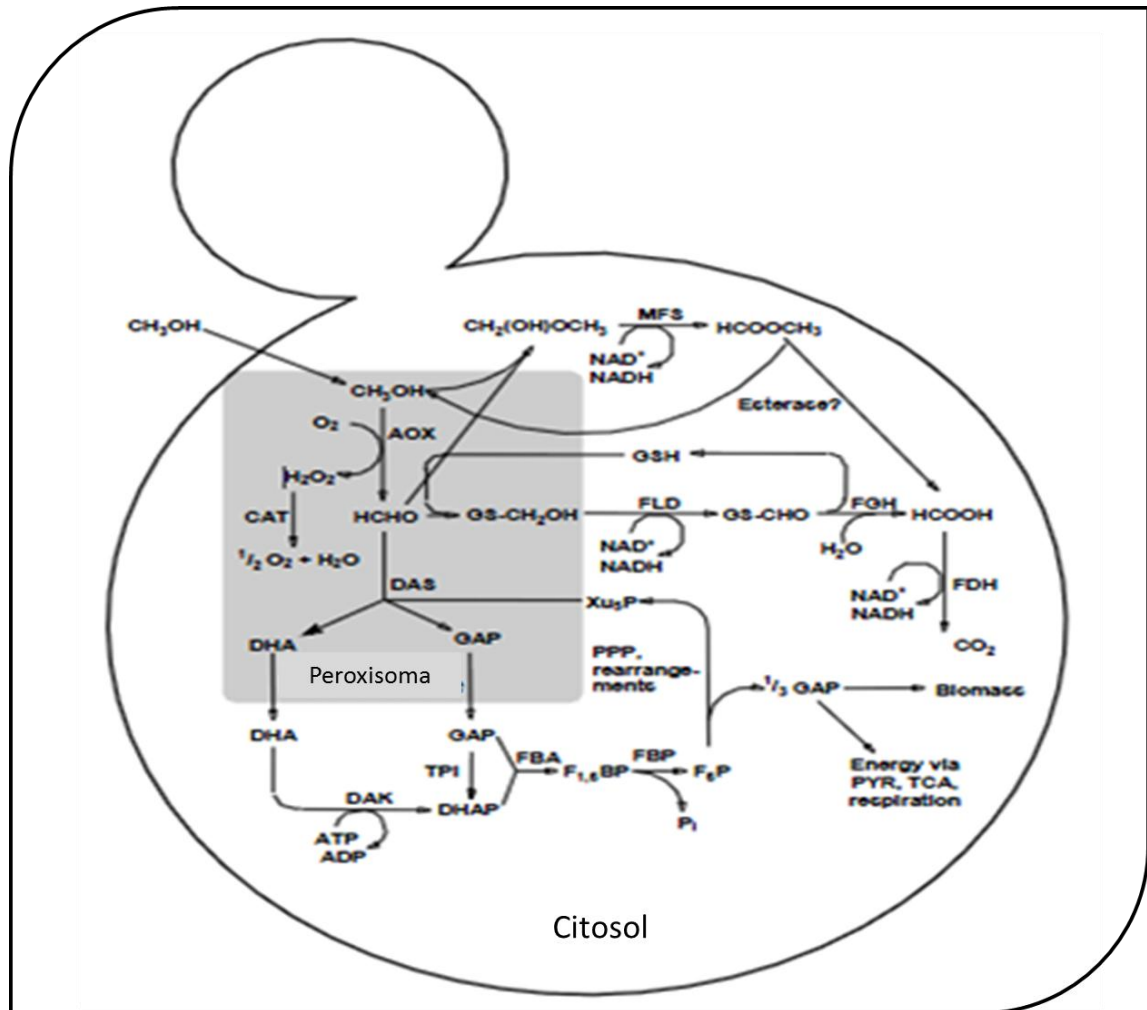 CH₃OH
CH₂(OH)OCH₃
MFS
HCOOCH₃
NAD⁺
NADH
CH₃OH
Esterase?
O₂
AOX
GSH
H₂O₂
CAT
HCHO
GS-CH₂OH
FLD
GS-CHO
FGH
HCOOH
NAD⁺
NADH
H₂O
¹/₂ O₂ + H₂O
DAS
Xu₅P
NAD⁺
NADH
FDH
DHA
GAP
PPP,
rearrange-
ments
CO₂
Peroxisoma
¹/₃ GAP
Biomass
DHA
GAP
TPI
FBA
F₁,₆BP
FBP
F₆P
Energy via
PYR, TCA,
respiration
DAK
DHAP
Pᵢ
ATP
ADP
Citosol